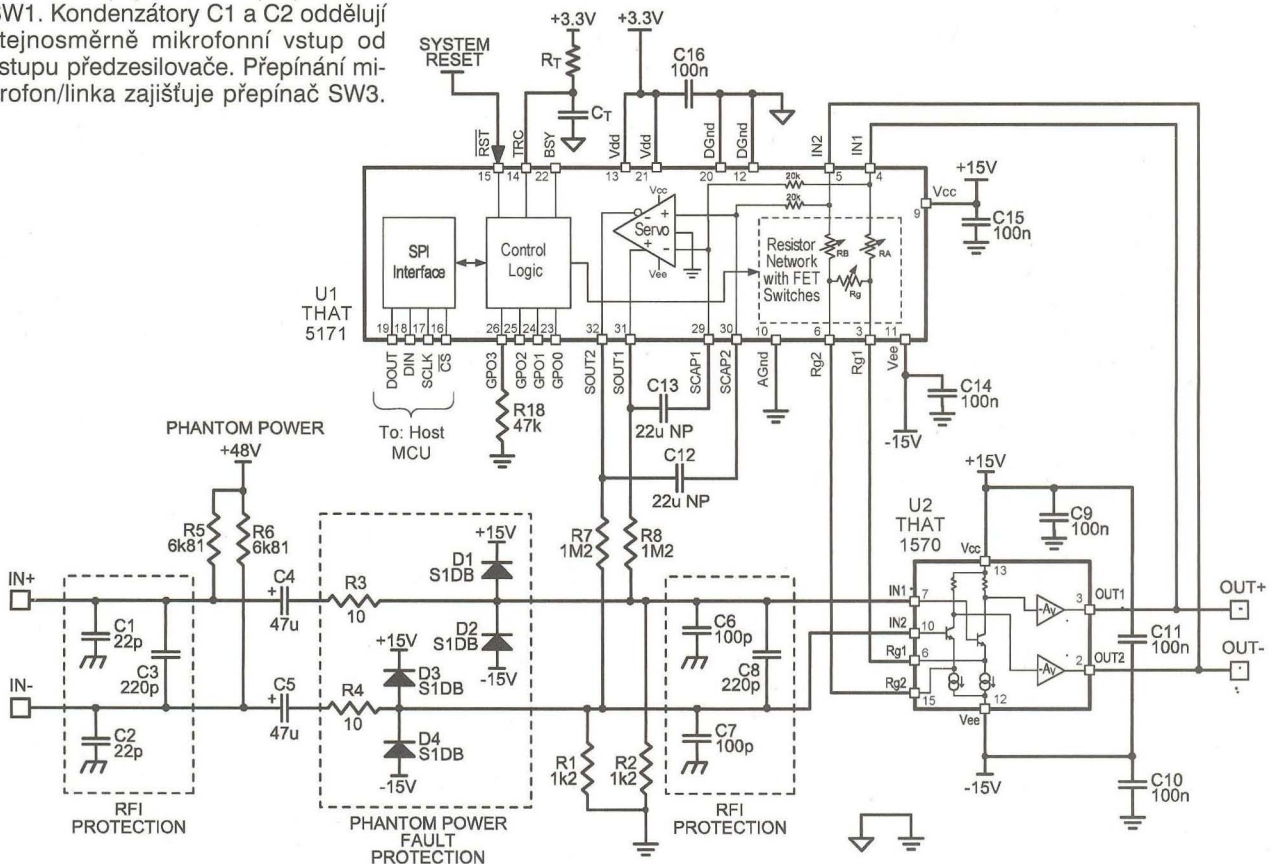 SW1. Kondenzátory C1 a C2 oddělují
tejnosměrně mikrofonní vstup od
stupu předzesilovače. Přepínání mi-
rofon/linka zajišťuje přepínač SW3.
+3.3V
+3.3V
SYSTEM
RESET
RT
CT
C16
100n
RST
TRC
BSY
Vdd
Vdd
DGnd
DGnd
IN2
IN1
15
14
22
13
21
20
12
5
4
+15V
Vcc
9
C15
100n
20k
20k
Vcc
Servo
+
-
-
+
Vee
SPI
Interface
Control
Logic
Resistor
Network
with FET
Switches
RB
RA
Rg
U1
THAT
5171
19
18
17
16
26
25
24
23
32
31
29
30
10
6
3
11
DOUT
DIN
SCLK
CS
GPO3
GPO2
GPO1
GPO0
SOUT2
SOUT1
SCAP1
SCAP2
AGnd
Rg2
Rg1
Vee
To: Host
MCU
R18
47k
C13
22u NP
C12
22u NP
C14
100n
-15V
PHANTOM POWER
+48V
R5
6k81
R6
6k81
R7
1M2
R8
1M2
+15V
C9
100n
U2
THAT
1570
IN+
C1
22p
C3
220p
C2
22p
IN-
RFI
PROTECTION
+
C4
47u
+
C5
47u
R3
10
R4
10
+15V
D1
S1DB
D2
S1DB
-15V
+15V
D3
S1DB
D4
S1DB
-15V
PHANTOM POWER
FAULT
PROTECTION
R1
1k2
R2
1k2
C6
100p
C8
220p
C7
100p
RFI
PROTECTION
Vcc
13
IN1
7
IN2
10
Rg1
6
Rg2
15
-Av
-Av
3
OUT1
2
OUT2
12
Vee
-15V
C11
100n
C10
100n
OUT+
OUT-